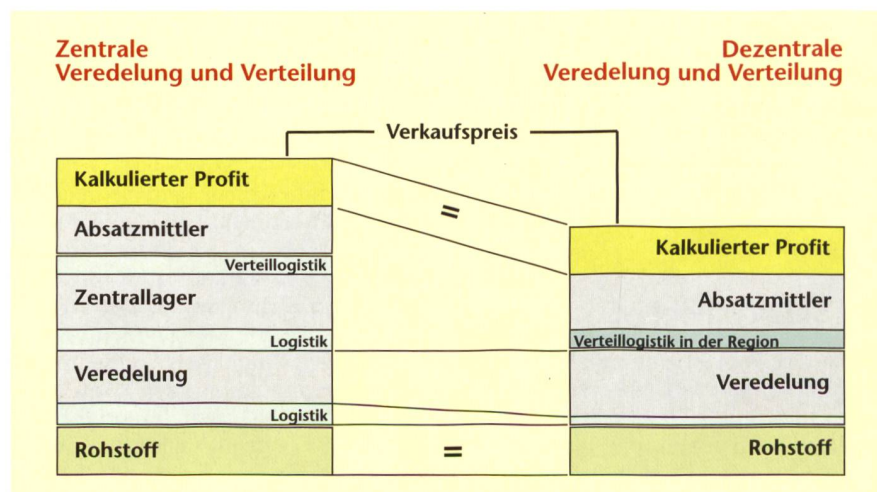 Zentrale
Veredelung und Verteilung
Dezentrale
Veredelung und Verteilung
Verkaufspreis
Kalkulierter Profit
Absatzmittler
Verteillogistik
Zentrallager
Logistik
Veredelung
Logistik
Rohstoff
=
=
Kalkulierter Profit
Absatzmittler
Verteillogistik in der Region
Veredelung
Rohstoff